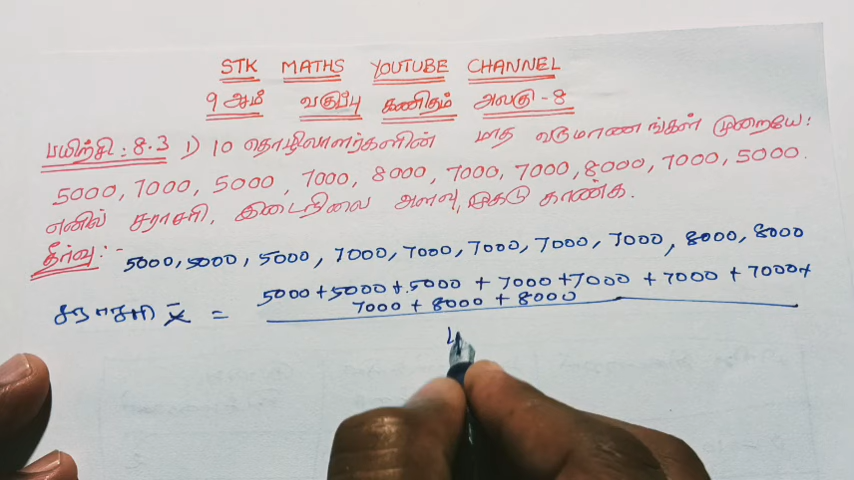 STK MATHS YOUTUBE CHANNEL
9 ஆம் வகுப்பு கணிதம் அலகு - 8
பயிற்சி : 8.3 1) 10 தொழிலாளர்களின் மாத வருமானங்கள் முறையே :
5000, 7000, 5000, 7000, 8000, 7000, 7000, 8000, 7000, 5000.
எனில் சராசரி, இடைநிலை அளவு, முகடு காண்க.
தீர்வு : - 5000, 5000, 5000, 7000, 7000, 7000, 7000, 7000, 8000, 8000
5000 + 5000 + 5000 + 7000 + 7000 + 7000 + 7000 +
சராசரி x̄ = 7000 + 8000 + 8000